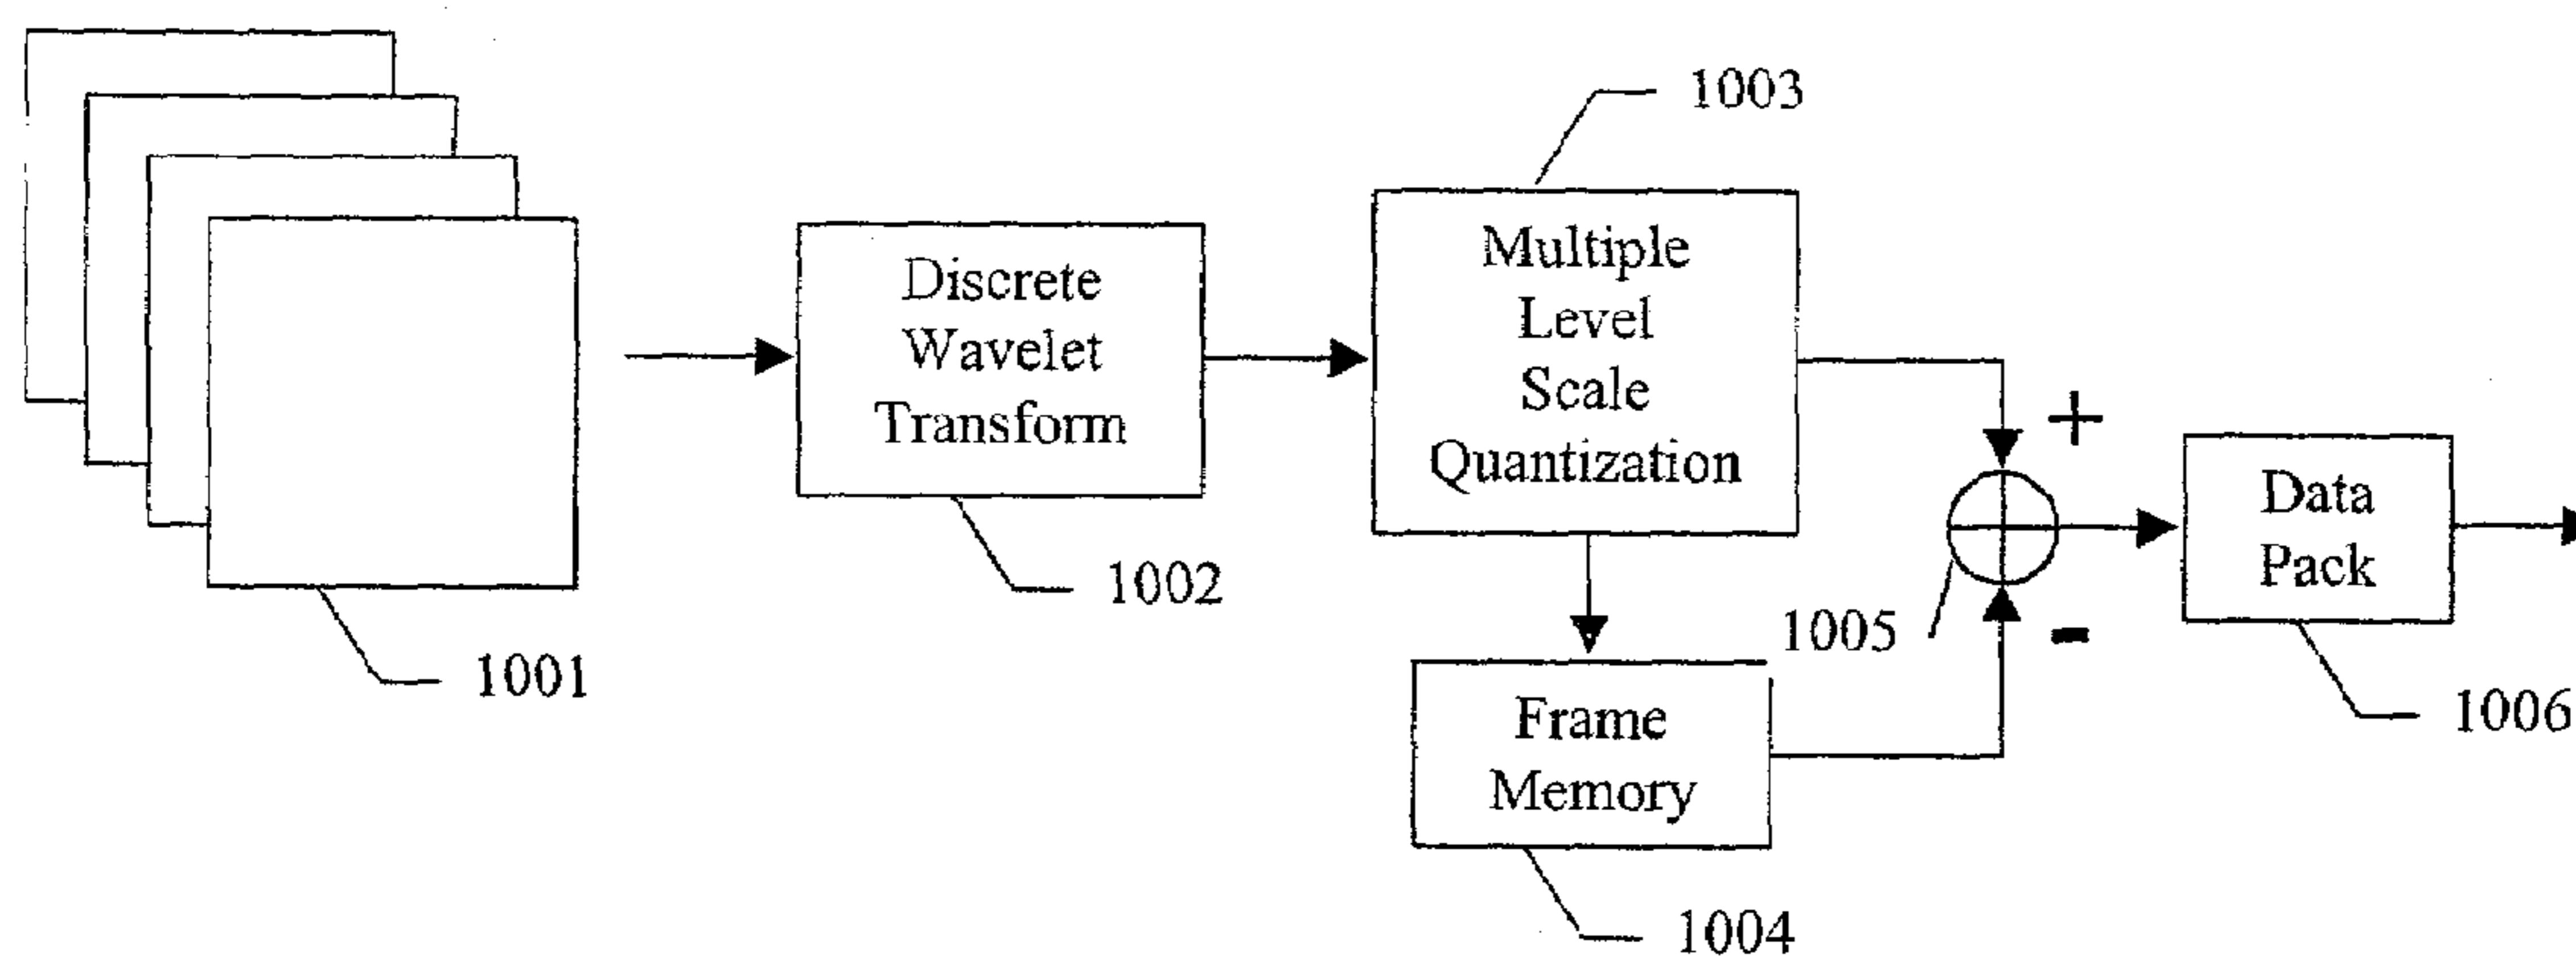 1001
Discrete
Wavelet
Transform
1002
1003
Multiple
Level
Scale
Quantization
Frame
Memory
1004
+
-
1005
Data
Pack
1006